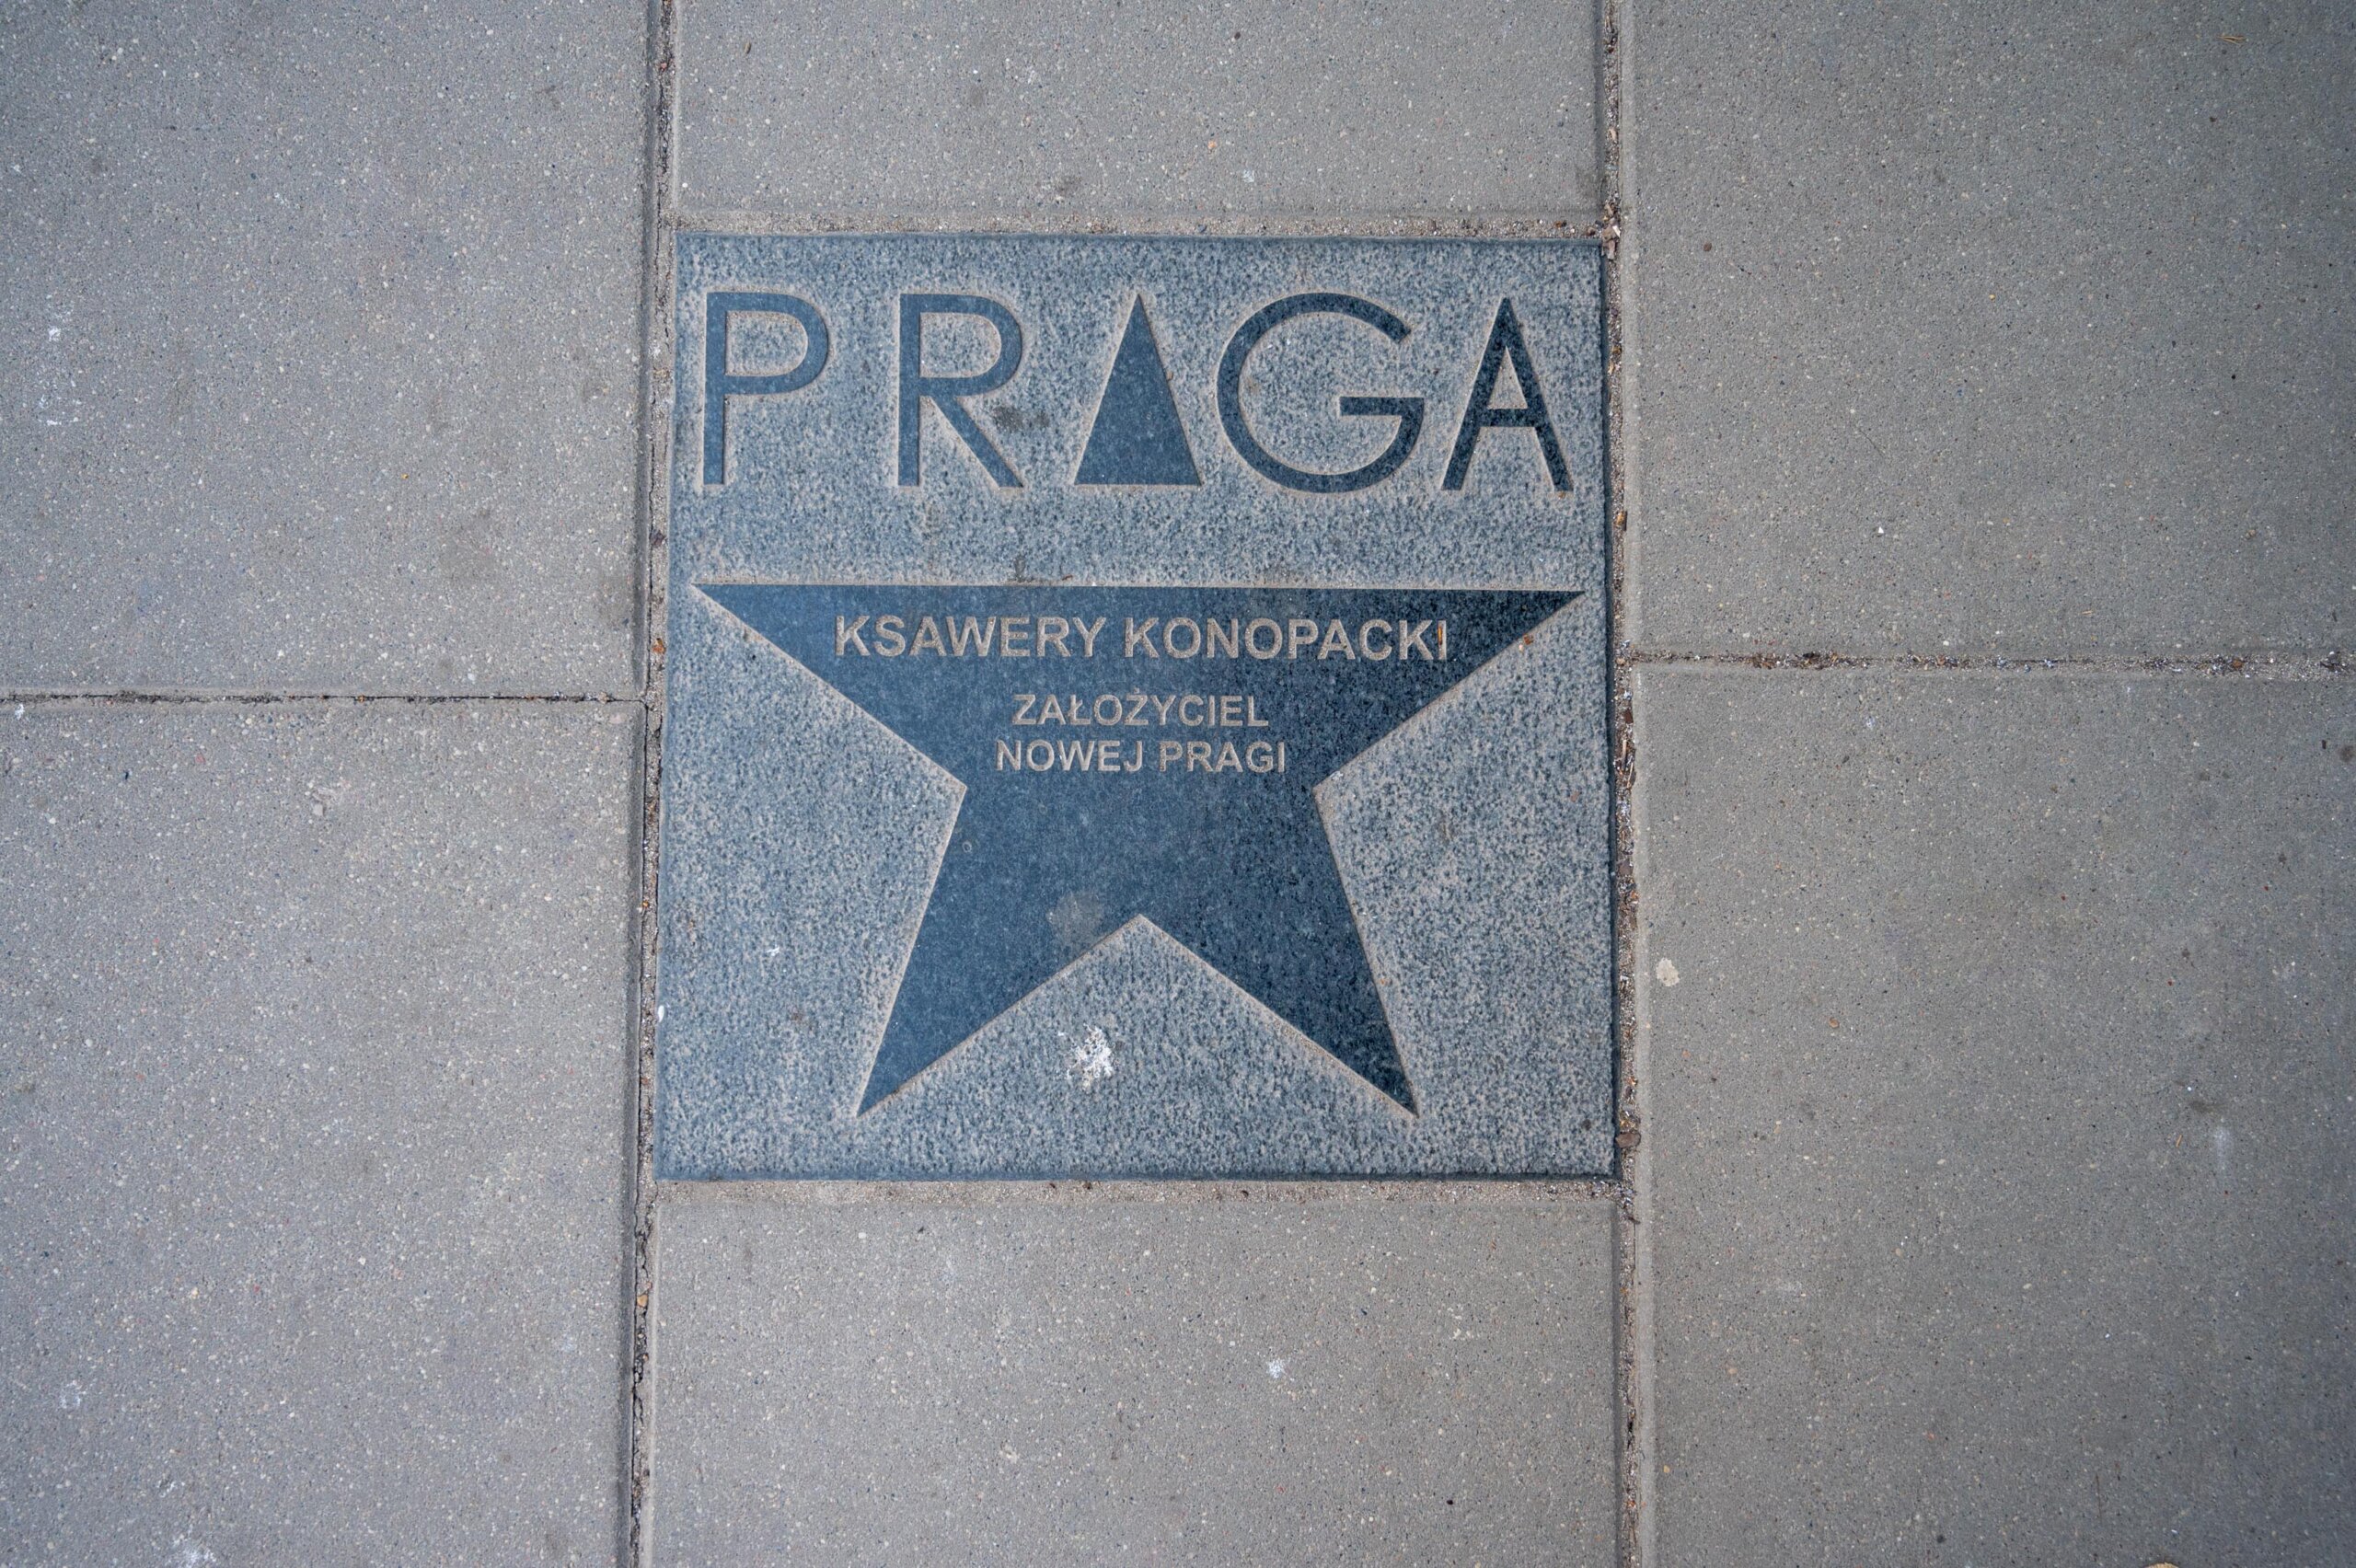 PRAGA
KSAWERY KONOPACKI
ZAŁOŻYCIEL
NOWEJ PRAGI